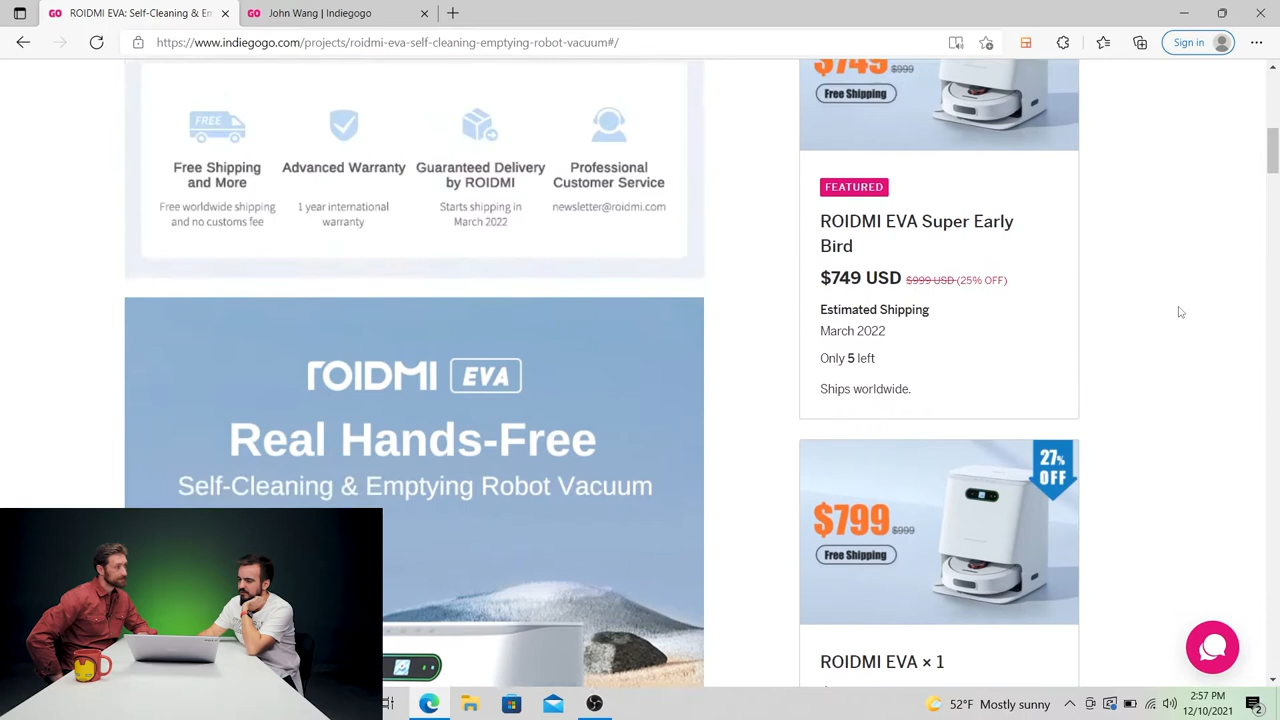 GO ROIDMI EVA: Self-Cleaning & Em
GO John Wang | Indiegogo
https://www.indiegogo.com/projects/roidmi-eva-self-cleaning-emptying-robot-vacuum#/
Sign in
FREE
Free Shipping
and More
Free worldwide shipping
and no customs fee
Advanced Warranty
1 year international
warranty
Guaranteed Delivery
by ROIDMI
Starts shipping in
March 2022
Professional
Customer Service
newsletter@roidmi.com
ROIDMI EVA
Real Hands-Free
Self-Cleaning & Emptying Robot Vacuum
$749 $999
Free Shipping
FEATURED
ROIDMI EVA Super Early
Bird
$749 USD $999 USD (25% OFF)
Estimated Shipping
March 2022
Only 5 left
Ships worldwide.
27%
OFF
$799 $999
Free Shipping
ROIDMI EVA × 1
52°F Mostly sunny
2:57 PM
12/10/2021
2